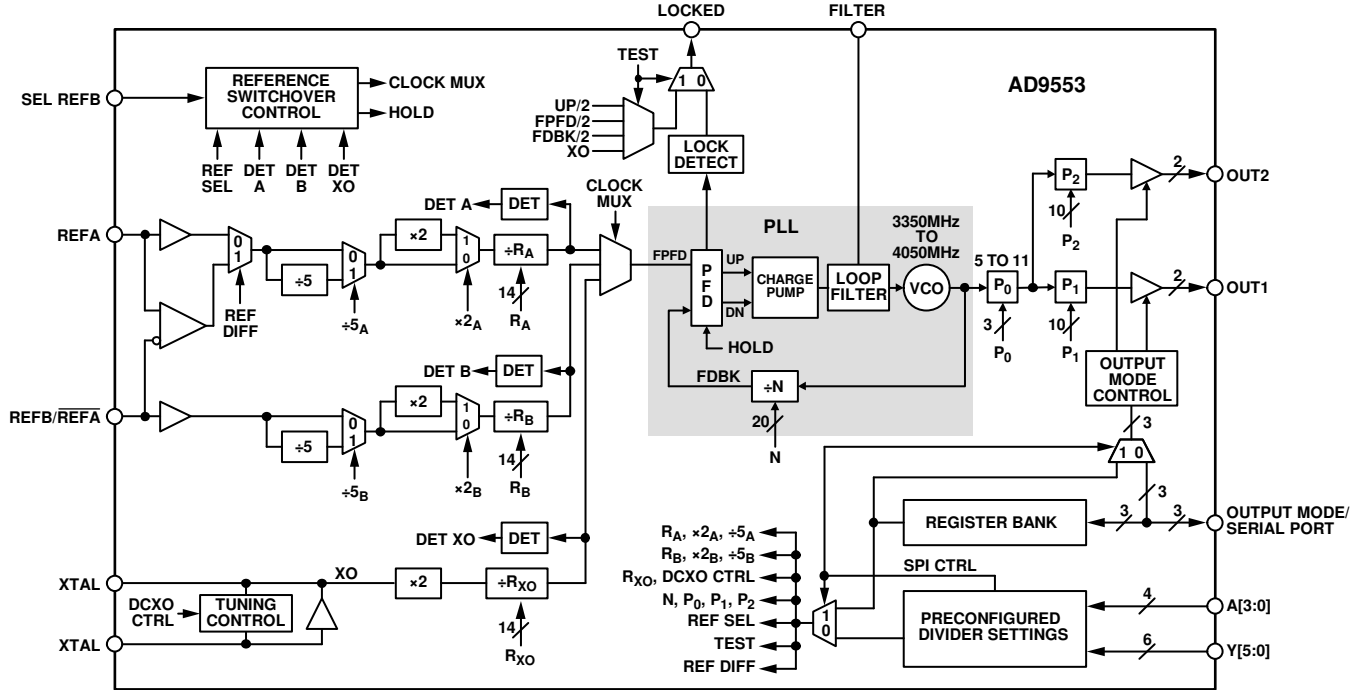 LOCKED
FILTER
TEST
1 0
AD9553
SEL REFB
REFERENCE
SWITCHOVER
CONTROL
CLOCK MUX
HOLD
UP/2
FPFD/2
FDBK/2
XO
LOCK
DETECT
REF
SEL
DET
A
DET
B
DET
XO
CLOCK
MUX
DET A
DET
REFA
0
1
REF
DIFF
÷5
0
1
÷5A
×2
1
0
×2A
÷RA
14
RA
PLL
FPFD
PFD
UP
DN
HOLD
CHARGE
PUMP
LOOP
FILTER
3350MHz
TO
4050MHz
VCO
FDBK
÷N
20
N
5 TO 11
P0
3
P0
P2
10
P2
2
OUT2
P1
10
P1
2
OUT1
OUTPUT
MODE
CONTROL
3
1 0
3
DET B
DET
REFB/REFA
÷5
0
1
÷5B
×2
1
0
×2B
÷RB
14
RB
DET XO
DET
XTAL
XO
×2
÷RXO
14
RXO
DCXO
CTRL
TUNING
CONTROL
XTAL
REGISTER BANK
3
3
OUTPUT MODE/
SERIAL PORT
RA, ×2A, ÷5A
RB, ×2B, ÷5B
RXO, DCXO CTRL
N, P0, P1, P2
REF SEL
TEST
REF DIFF
1
0
SPI CTRL
PRECONFIGURED
DIVIDER SETTINGS
4
A[3:0]
6
Y[5:0]